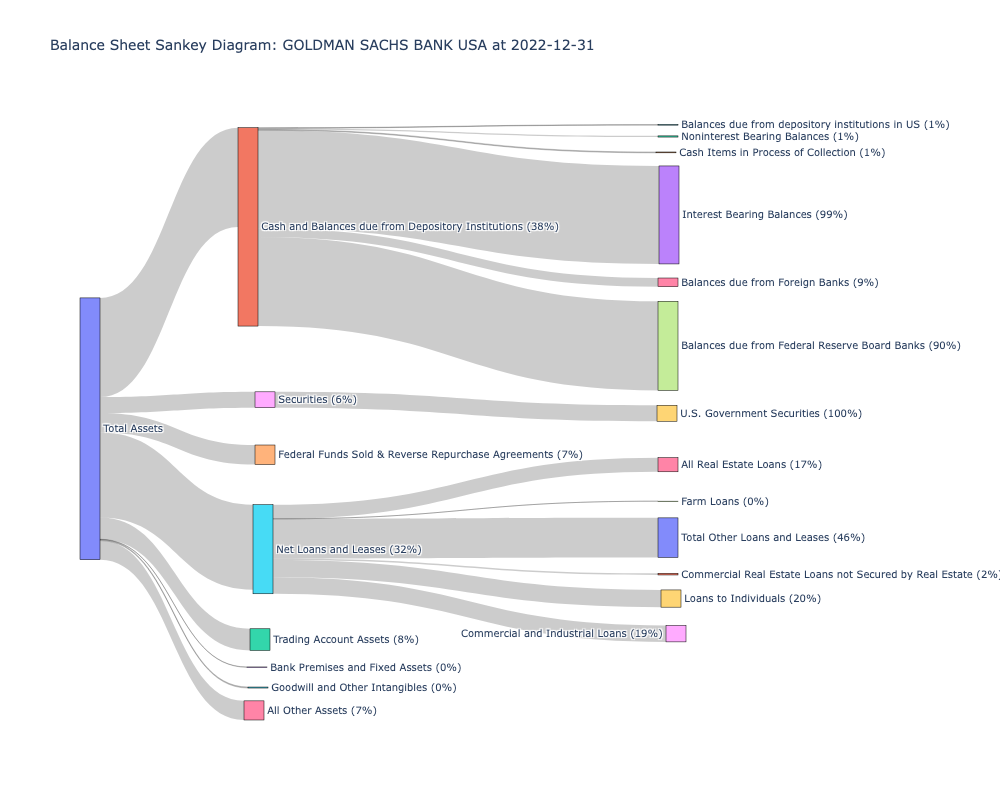 Balance Sheet Sankey Diagram: GOLDMAN SACHS BANK USA at 2022-12-31
Balances due from depository institutions in US (1%)
Noninterest Bearing Balances (1%)
Cash Items in Process of Collection (1%)
Interest Bearing Balances (99%)
Cash and Balances due from Depository Institutions (38%)
Balances due from Foreign Banks (9%)
Balances due from Federal Reserve Board Banks (90%)
Securities (6%)
U.S. Government Securities (100%)
Total Assets
Federal Funds Sold & Reverse Repurchase Agreements (7%)
All Real Estate Loans (17%)
Farm Loans (0%)
Total Other Loans and Leases (46%)
Net Loans and Leases (32%)
Commercial Real Estate Loans not Secured by Real Estate (2%)
Loans to Individuals (20%)
Commercial and Industrial Loans (19%)
Trading Account Assets (8%)
Bank Premises and Fixed Assets (0%)
Goodwill and Other Intangibles (0%)
All Other Assets (7%)